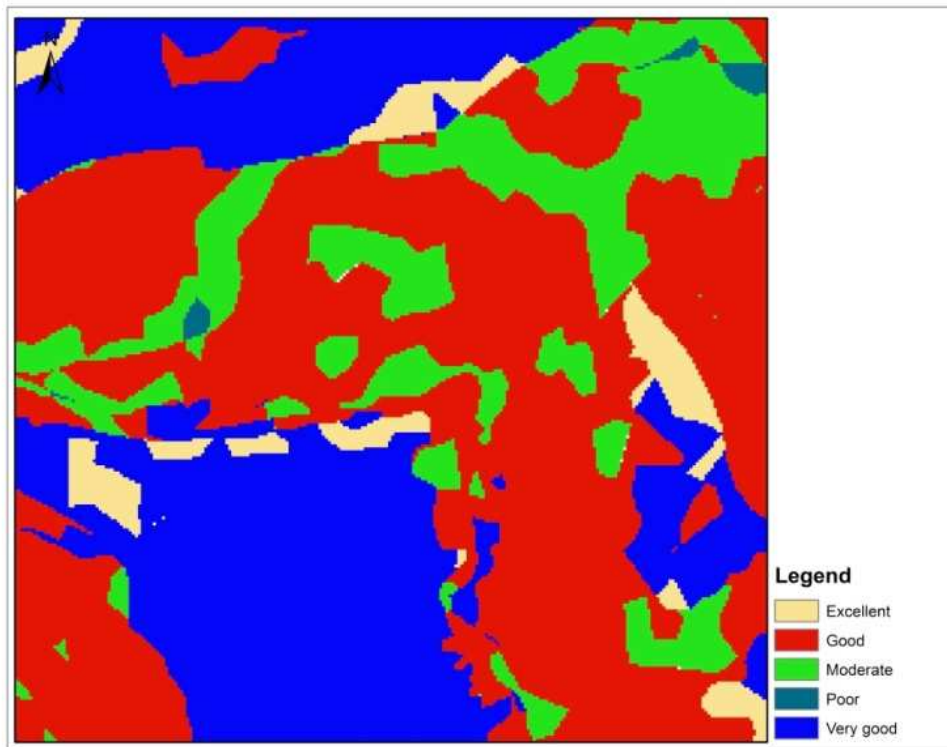 N
Legend
Excellent
Good
Moderate
Poor
Very good